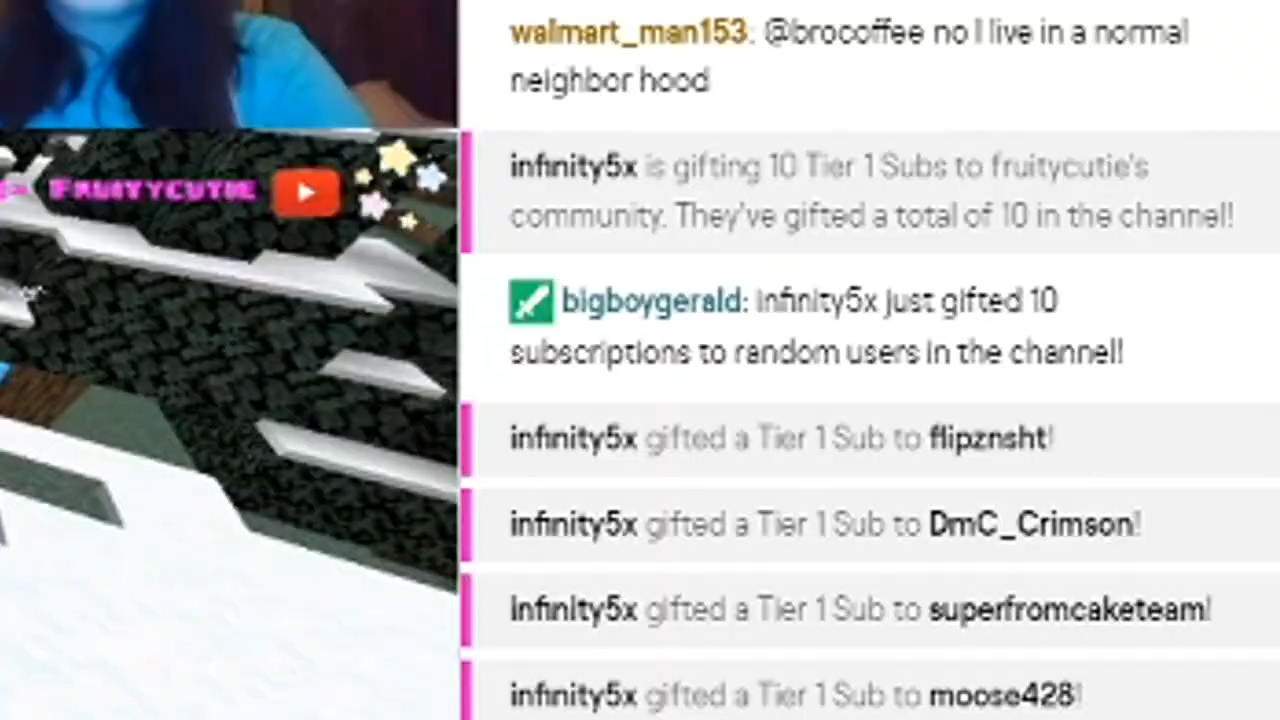 walmart_man153: @brocoffee no I live in a normal
neighbor hood
FRUITYCUTIE
infinity5x is gifting 10 Tier 1 Subs to fruitycutie's
community. They've gifted a total of 10 in the channel!
bigboygerald: infinity5x just gifted 10
subscriptions to random users in the channel!
infinity5x gifted a Tier 1 Sub to flipznsht!
infinity5x gifted a Tier 1 Sub to DmC_Crimson!
infinity5x gifted a Tier 1 Sub to superfromcaketeam!
infinity5x gifted a Tier 1 Sub to moose428!